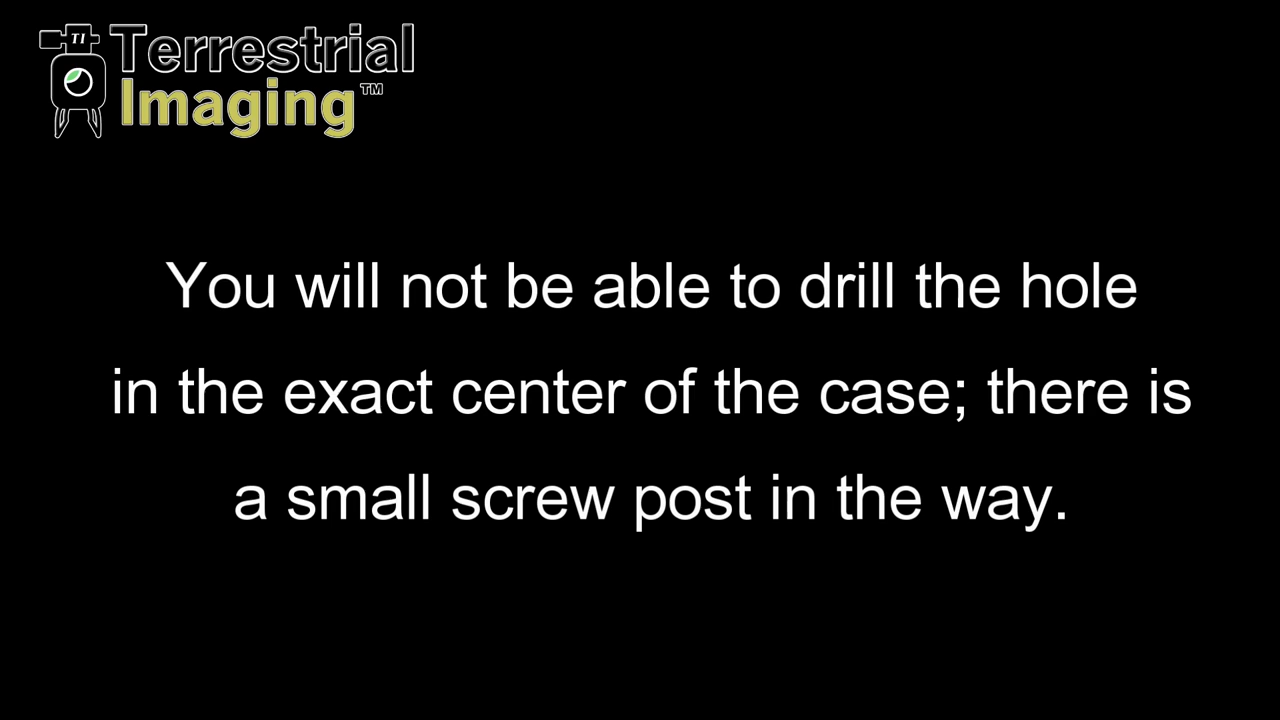 TI
Terrestrial
Imaging™
You will not be able to drill the hole
in the exact center of the case; there is
a small screw post in the way.